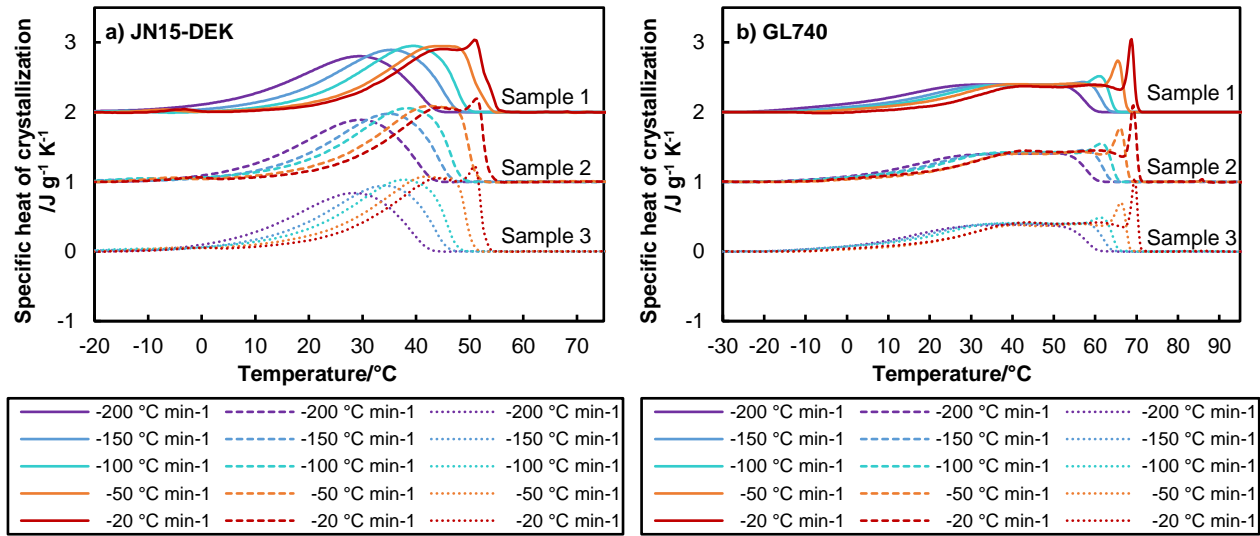 a) JN15-DEK
Specific heat of crystallization
/J g⁻¹ K⁻¹
3
2
1
0
-1
Sample 1
Sample 2
Sample 3
-20 -10 0 10 20 30 40 50 60 70
Temperature/°C
b) GL740
Specific heat of crystallization
/J g⁻¹ K⁻¹
3
2
1
0
-1
Sample 1
Sample 2
Sample 3
-30 -20 -10 0 10 20 30 40 50 60 70 80 90
Temperature/°C
-200 °C min-1 -200 °C min-1 -200 °C min-1
-150 °C min-1 -150 °C min-1 -150 °C min-1
-100 °C min-1 -100 °C min-1 -100 °C min-1
-50 °C min-1 -50 °C min-1 -50 °C min-1
-20 °C min-1 -20 °C min-1 -20 °C min-1
-200 °C min-1 -200 °C min-1 -200 °C min-1
-150 °C min-1 -150 °C min-1 -150 °C min-1
-100 °C min-1 -100 °C min-1 -100 °C min-1
-50 °C min-1 -50 °C min-1 -50 °C min-1
-20 °C min-1 -20 °C min-1 -20 °C min-1